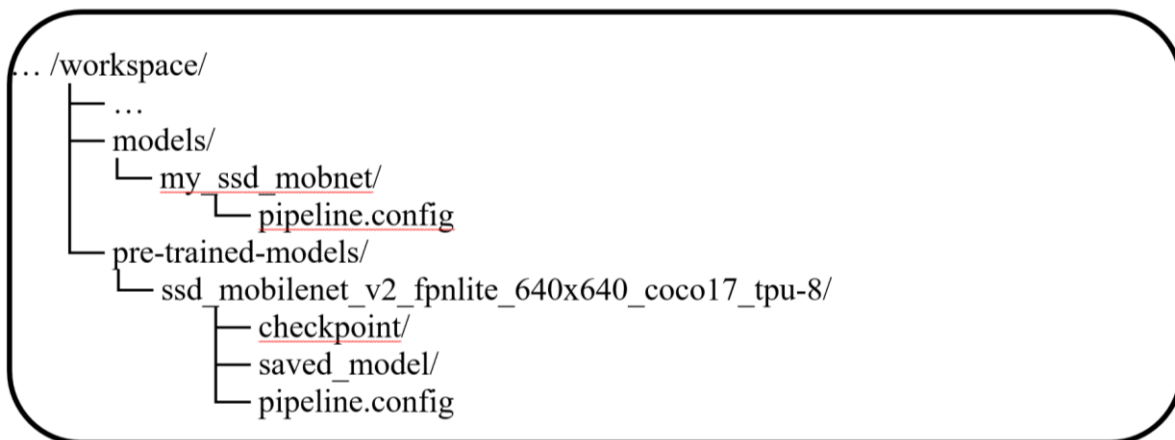 … /workspace/
…
models/
my_ssd_mobnet/
pipeline.config
pre-trained-models/
ssd_mobilenet_v2_fpnlite_640x640_coco17_tpu-8/
checkpoint/
saved_model/
pipeline.config